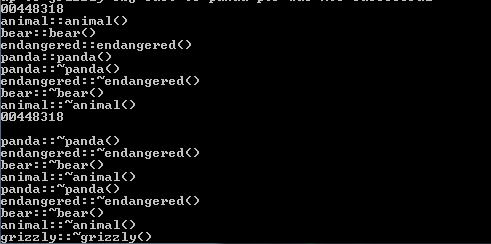 00448318
animal::animal()
bear::bear()
endangered::endangered()
panda::panda()
panda::~panda()
endangered::~endangered()
bear::~bear()
animal::~animal()
00448318
panda::~panda()
endangered::~endangered()
bear::~bear()
animal::~animal()
panda::~panda()
endangered::~endangered()
bear::~bear()
animal::~animal()
grizzly::~grizzly()